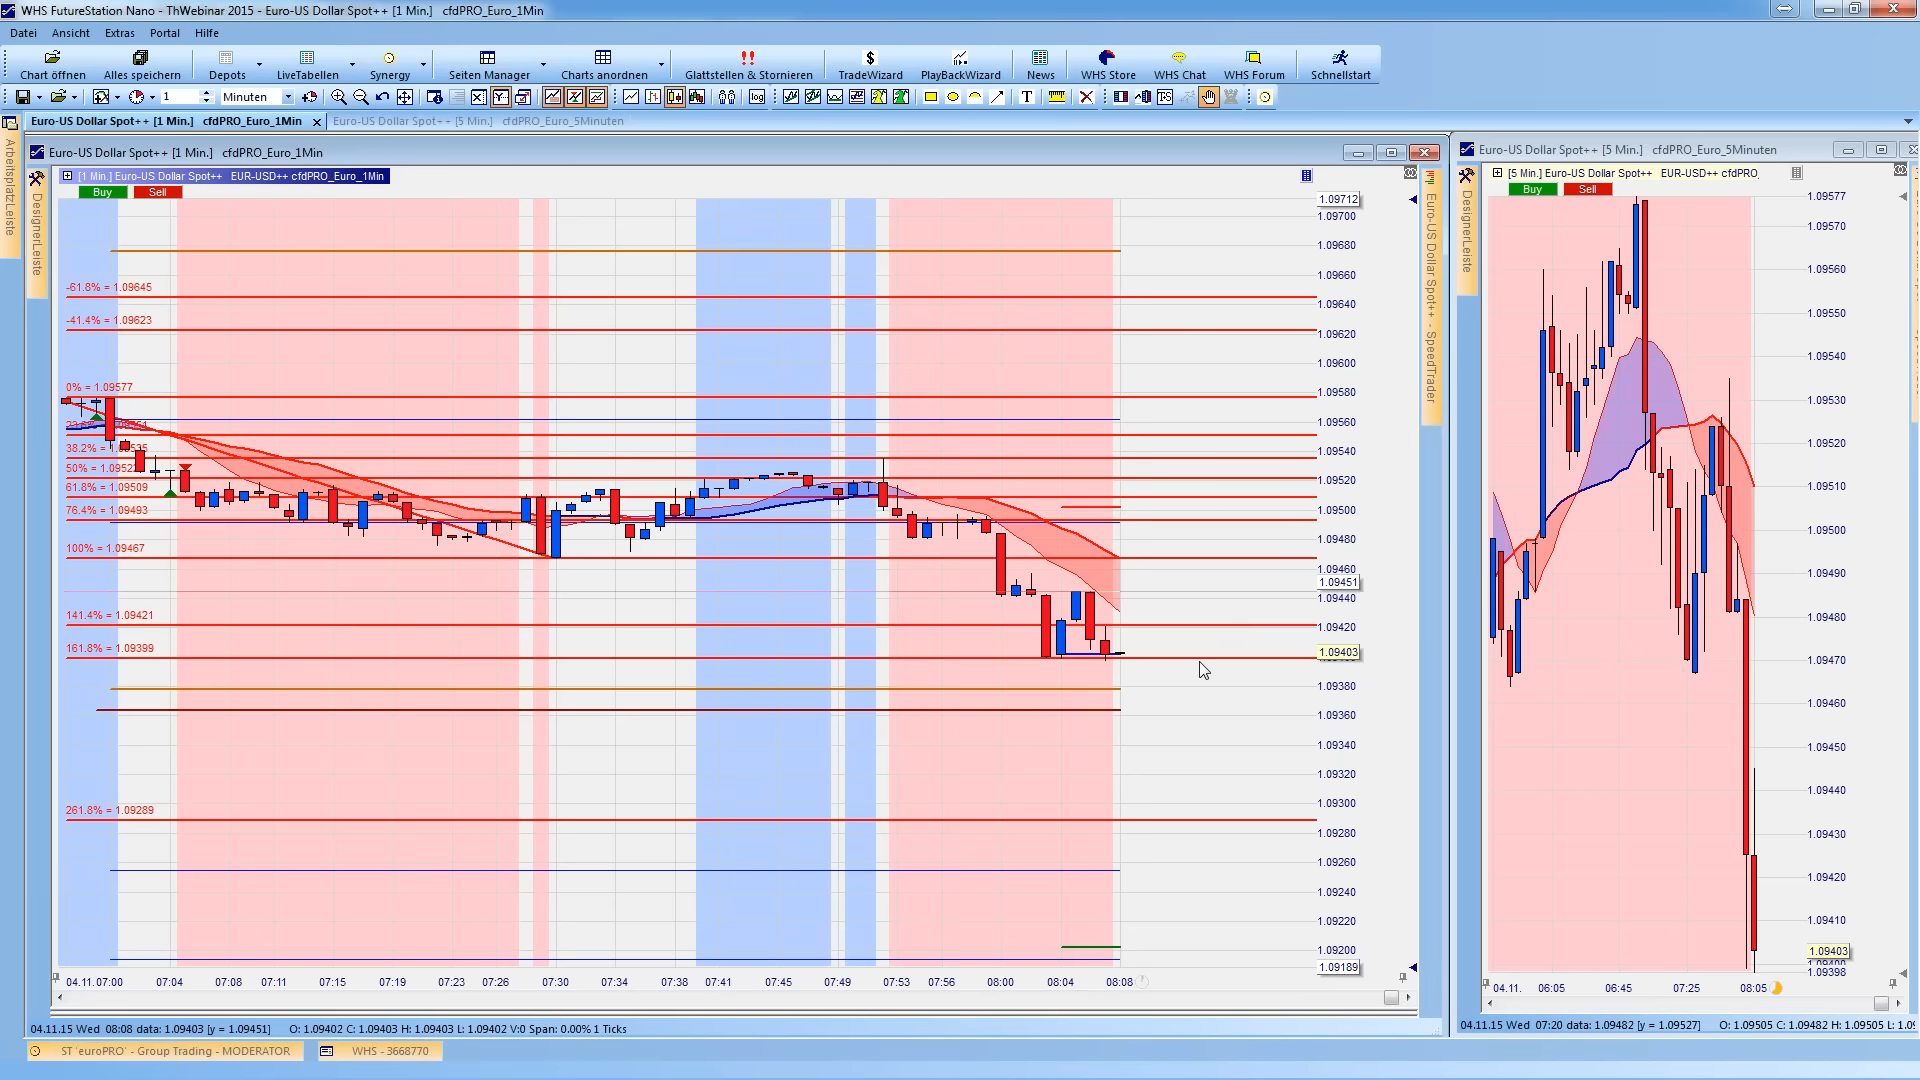 WHS FutureStation Nano - ThWebinar 2015 - Euro-US Dollar Spot++ [1 Min.]   cfdPRO_Euro_1Min
Datei Ansicht Extras Portal Hilfe
Chart öffnen Alles speichern Depots LiveTabellen Synergy Seiten Manager Charts anordnen Glattstellen & Stornieren TradeWizard PlayBackWizard News WHS Store WHS Chat WHS Forum Schnellstart
1 Minuten
Euro-US Dollar Spot++ [1 Min.]   cfdPRO_Euro_1Min
Euro-US Dollar Spot++ [5 Min.]   cfdPRO_Euro_5Minuten
ArbeitsplatzLeiste
Euro-US Dollar Spot++ [1 Min.]   cfdPRO_Euro_1Min
DesignerLeiste
[1 Min.] Euro-US Dollar Spot++   EUR-USD++ cfdPRO_Euro_1Min
Buy Sell
-61.8% = 1.09645
-41.4% = 1.09623
0% = 1.09577
38.2% =
50% =
61.8% = 1.09509
76.4% = 1.09493
100% = 1.09467
141.4% = 1.09421
161.8% = 1.09399
261.8% = 1.09289
1.09712
1.09700
1.09680
1.09660
1.09640
1.09620
1.09600
1.09580
1.09560
1.09540
1.09520
1.09500
1.09480
1.09460
1.09451
1.09440
1.09420
1.09403
1.09380
1.09360
1.09340
1.09320
1.09300
1.09280
1.09260
1.09240
1.09220
1.09200
1.09189
04.11. 07:00 07:04 07:08 07:11 07:15 07:19 07:23 07:26 07:30 07:34 07:38 07:41 07:45 07:49 07:53 07:56 08:00 08:04 08:08
04.11.15 Wed  08:08 data: 1.09403 [y = 1.09451]   O: 1.09402 C: 1.09403 H: 1.09403 L: 1.09402 V:0 Span: 0.00% 1 Ticks
Euro-US Dollar Spot++ - SpeedTrader
Euro-US Dollar Spot++ [5 Min.]   cfdPRO_Euro_5Minuten
DesignerLeiste
[5 Min.] Euro-US Dollar Spot++   EUR-USD++ cfdPRO
Buy Sell
1.09577
1.09570
1.09560
1.09550
1.09540
1.09530
1.09520
1.09510
1.09500
1.09490
1.09480
1.09470
1.09460
1.09450
1.09440
1.09430
1.09420
1.09410
1.09403
1.09400
1.09398
04.11. 06:05 06:45 07:25 08:05
04.11.15 Wed  07:20 data: 1.09482 [y = 1.09527]   O: 1.09505 C: 1.09482 H: 1.09505 L: 1.09
ST 'euroPRO' - Group Trading - MODERATOR
WHS - 3668770